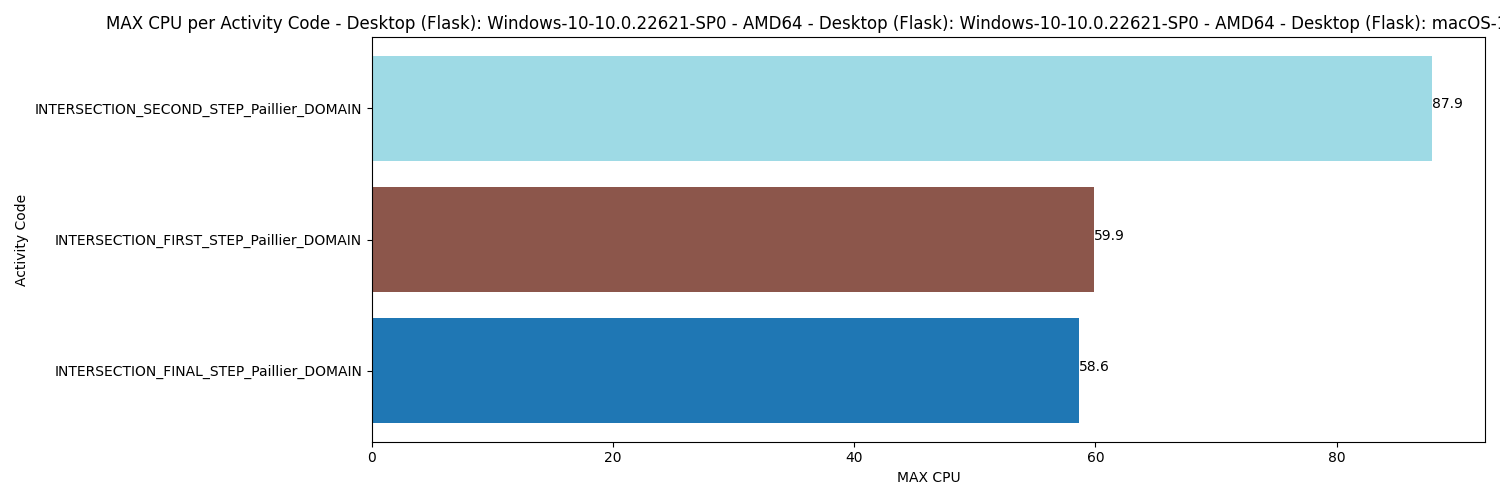 MAX CPU per Activity Code - Desktop (Flask): Windows-10-10.0.22621-SP0 - AMD64 - Desktop (Flask): Windows-10-10.0.22621-SP0 - AMD64 - Desktop (Flask): macOS-
INTERSECTION_SECOND_STEP_Paillier_DOMAIN
87.9
INTERSECTION_FIRST_STEP_Paillier_DOMAIN
59.9
INTERSECTION_FINAL_STEP_Paillier_DOMAIN
58.6
Activity Code
0 20 40 60 80
MAX CPU